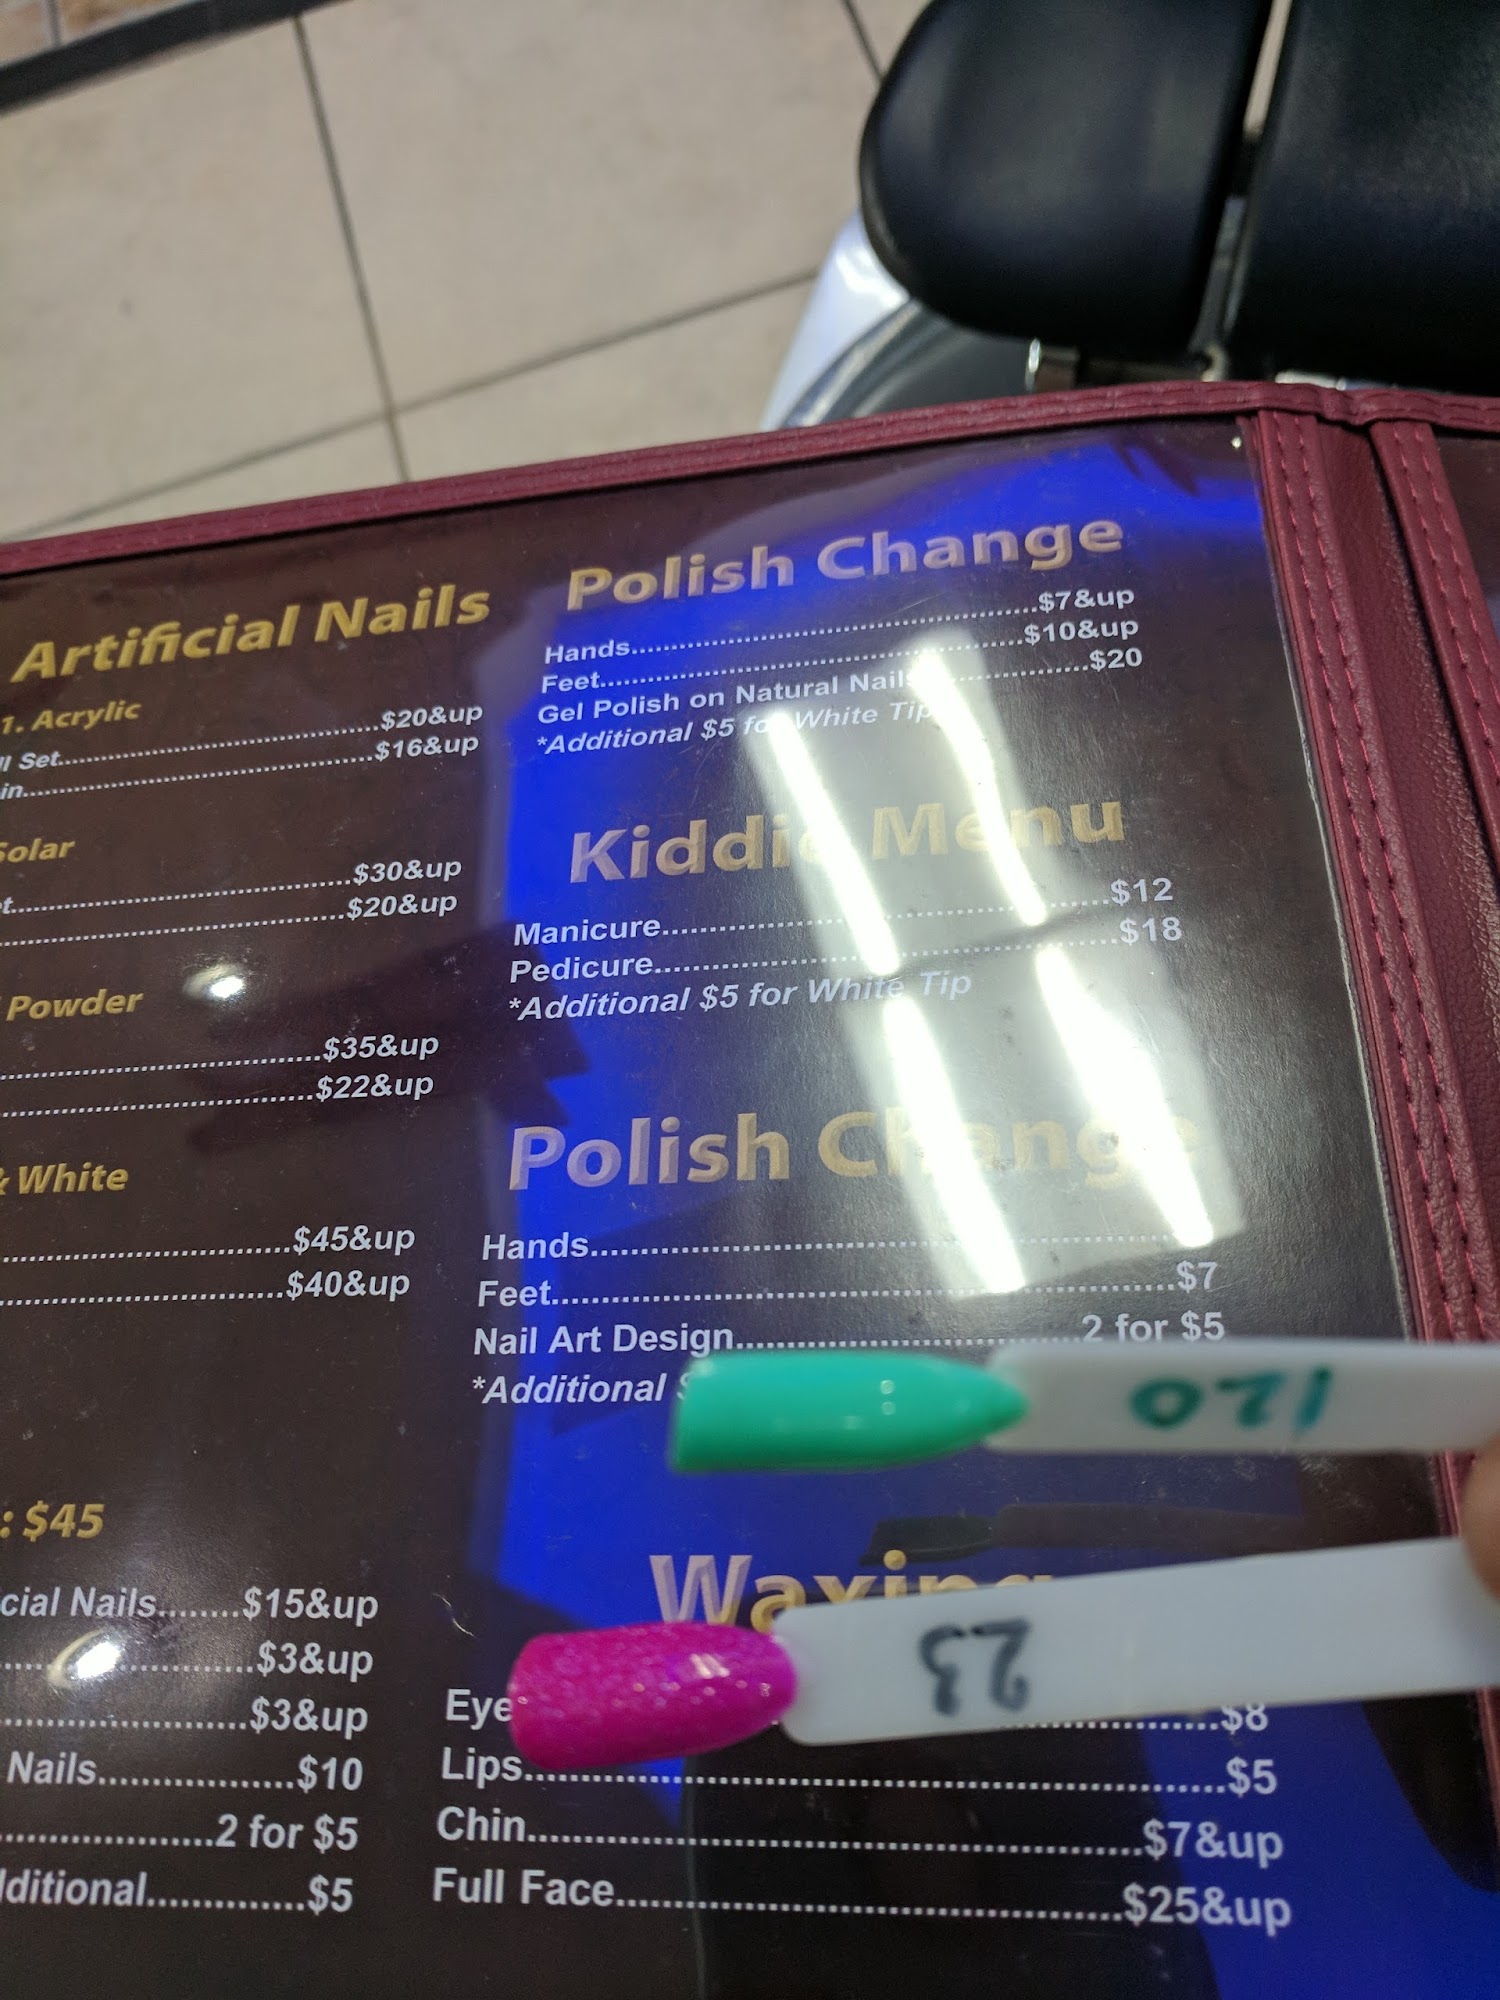 Artificial Nails
1. Acrylic
Set....$20&up
....$16&up
Solar
....$30&up
....$20&up
Powder
....$35&up
....$22&up
& White
....$45&up
....$40&up
: $45
Nails........$15&up
....$3&up
....$3&up
Nails....$10
....2 for $5
....$5
Polish Change
Hands....$7&up
Feet....$10&up
Gel Polish on Natural Nails....$20
*Additional $5 for White Tip
Kiddie Menu
Manicure....$12
Pedicure....$18
*Additional $5 for White Tip
Polish Change
Hands....
Feet....$7
Nail Art Design....2 for $5
*Additional
120
Waxing
23
....$8
Lips....$5
Chin....$7&up
Full Face....$25&up